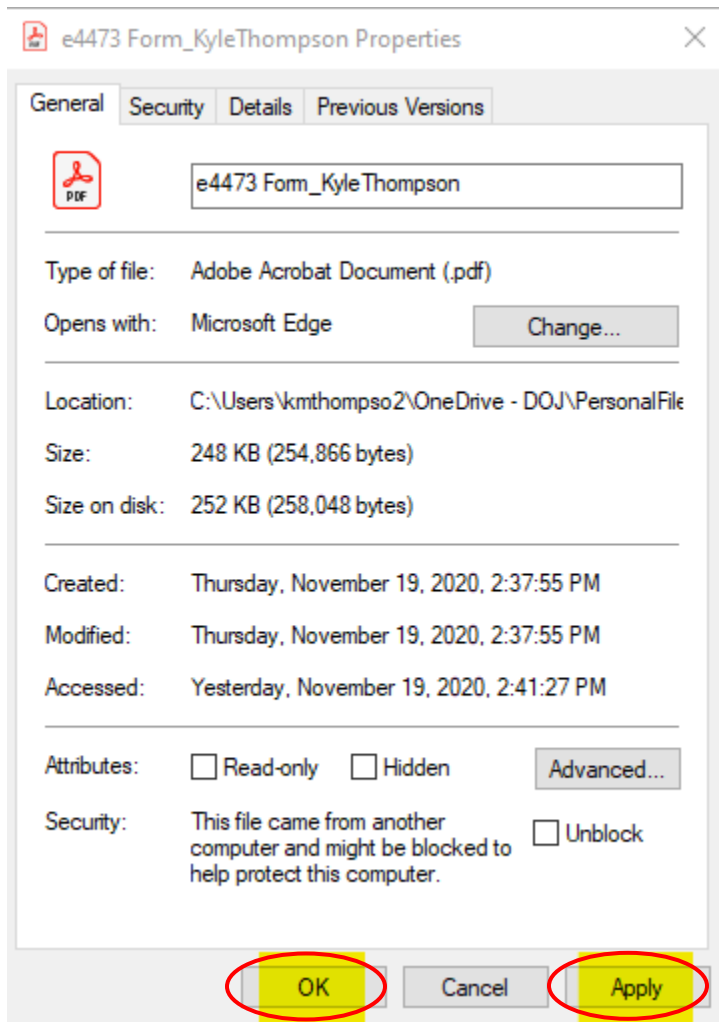 e4473 Form_KyleThompson Properties
General Security Details Previous Versions
PDF
e4473 Form_KyleThompson
Type of file: Adobe Acrobat Document (.pdf)
Opens with: Microsoft Edge Change...
Location: C:\Users\kmthompso2\OneDrive - DOJ\PersonalFile
Size: 248 KB (254,866 bytes)
Size on disk: 252 KB (258,048 bytes)
Created: Thursday, November 19, 2020, 2:37:55 PM
Modified: Thursday, November 19, 2020, 2:37:55 PM
Accessed: Yesterday, November 19, 2020, 2:41:27 PM
Attributes: Read-only Hidden Advanced...
Security: This file came from another
computer and might be blocked to
help protect this computer.
Unblock
OK Cancel Apply